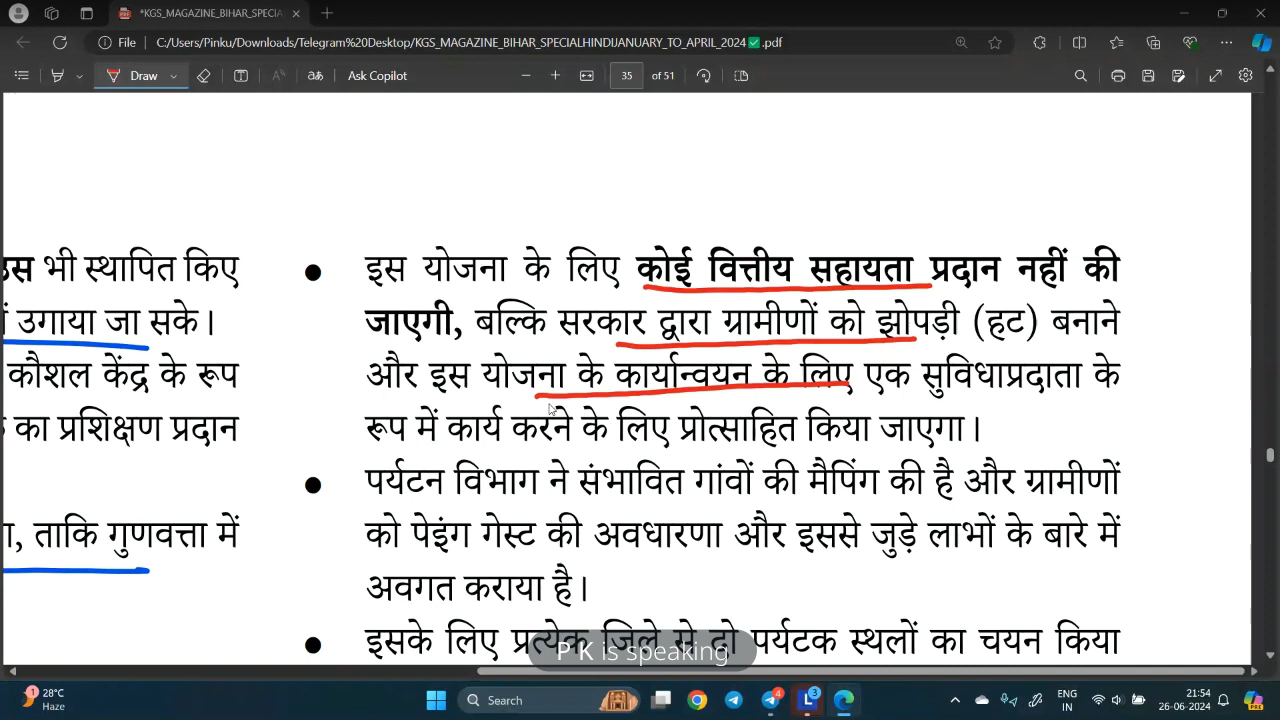 *KGS_MAGAZINE_BIHAR_SPECIA
File
C:/Users/Pinku/Downloads/Telegram%20Desktop/KGS_MAGAZINE_BIHAR_SPECIALHINDIJANUARY_TO_APRIL_2024✅.pdf
Draw
Ask Copilot
35 of 51
भी स्थापित किए
उगाया जा सके।
कौशल केंद्र के रूप
का प्रशिक्षण प्रदान
ताकि गुणवत्ता में
● इस योजना के लिए कोई वित्तीय सहायता प्रदान नहीं की
जाएगी, बल्कि सरकार द्वारा ग्रामीणों को झोपड़ी (हट) बनाने
और इस योजना के कार्यान्वयन के लिए एक सुविधाप्रदाता के
रूप में कार्य करने के लिए प्रोत्साहित किया जाएगा।
● पर्यटन विभाग ने संभावित गांवों की मैपिंग की है और ग्रामीणों
को पेइंग गेस्ट की अवधारणा और इससे जुड़े लाभों के बारे में
अवगत कराया है।
● इसके लिए प्रत्येक जिले से दो पर्यटक स्थलों का चयन किया
P K is speaking
28°C
Haze
Search
ENG
IN
21:54
26-06-2024